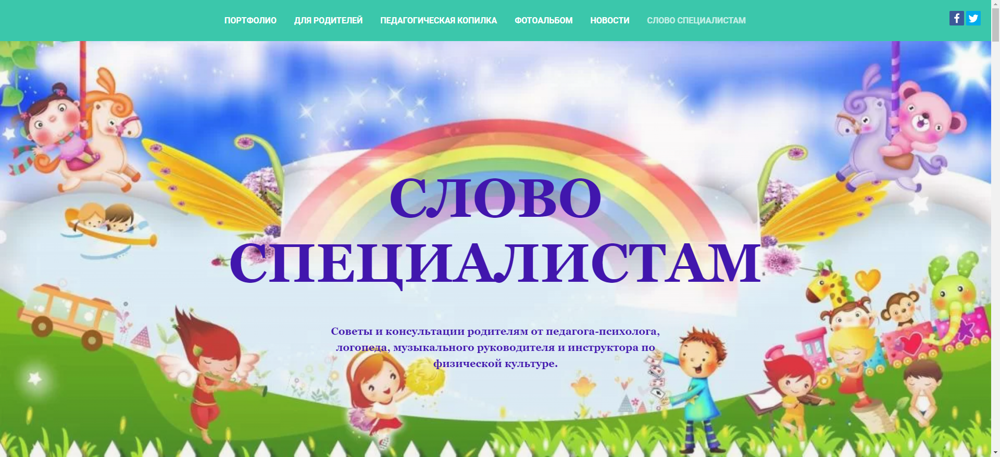 ПОРТФОЛИО ДЛЯ РОДИТЕЛЕЙ ПЕДАГОГИЧЕСКАЯ КОПИЛКА ФОТОАЛЬБОМ НОВОСТИ СЛОВО СПЕЦИАЛИСТАМ
СЛОВО
СПЕЦИАЛИСТАМ
Советы и консультации родителям от педагога-психолога,
логопеда, музыкального руководителя и инструктора по
физической культуре.